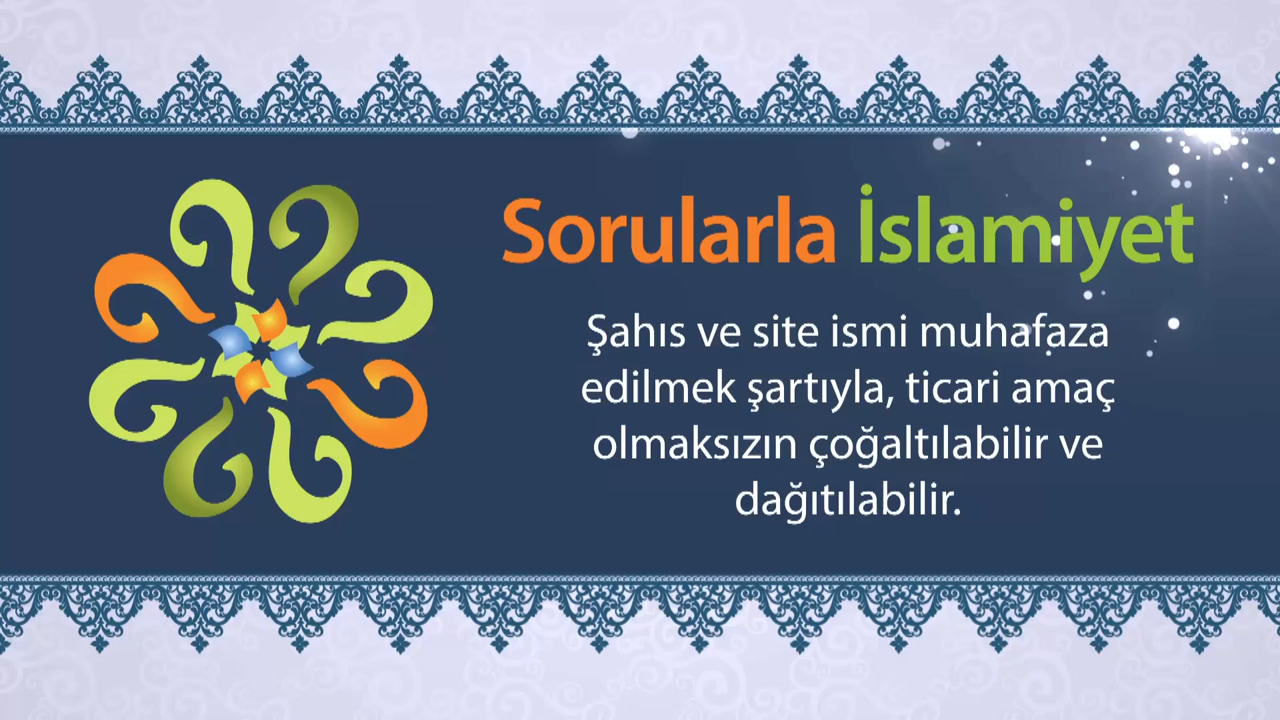 Sorularla İslamiyet
Şahıs ve site ismi muhafaza
edilmek şartıyla, ticari amaç
olmaksızın çoğaltılabilir ve
dağıtılabilir.